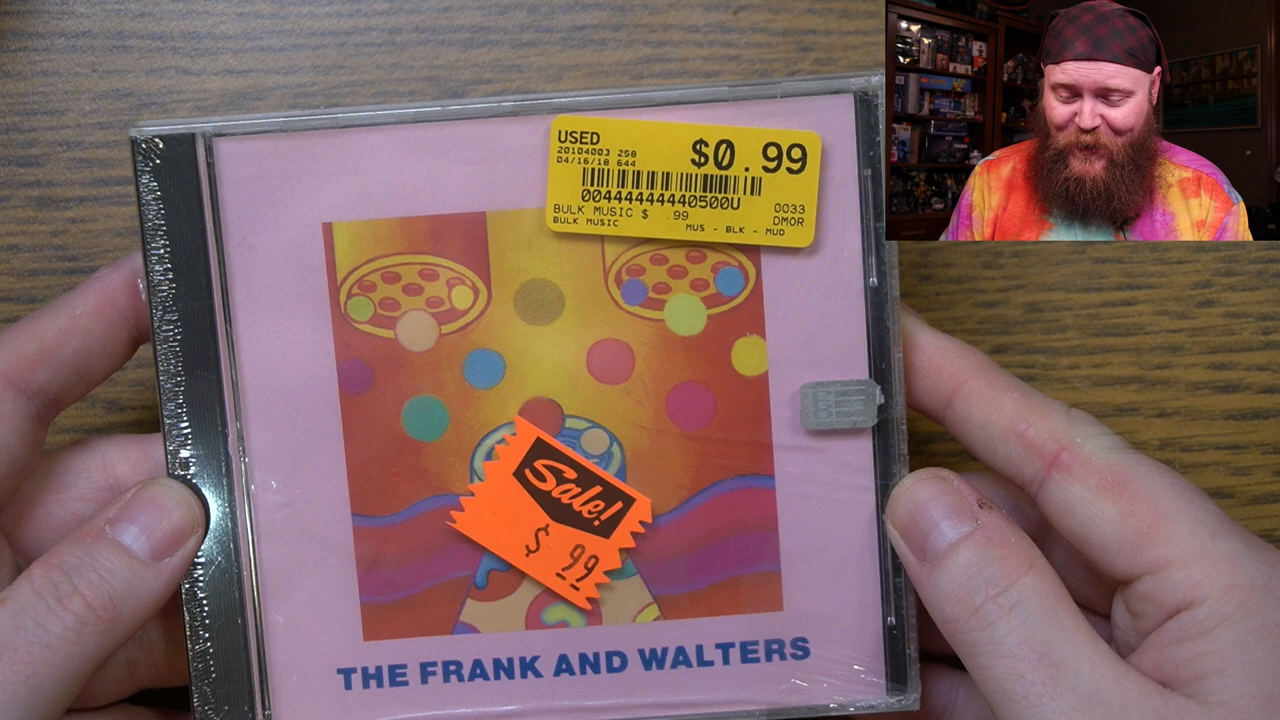 USED
$0.99
20104003 258
04/16/18 644
00444444440500U
BULK MUSIC $ .99
0033
BULK MUSIC
MUS - BLK - MUD
DMOR
Sale!
$ 99
THE FRANK AND WALTERS